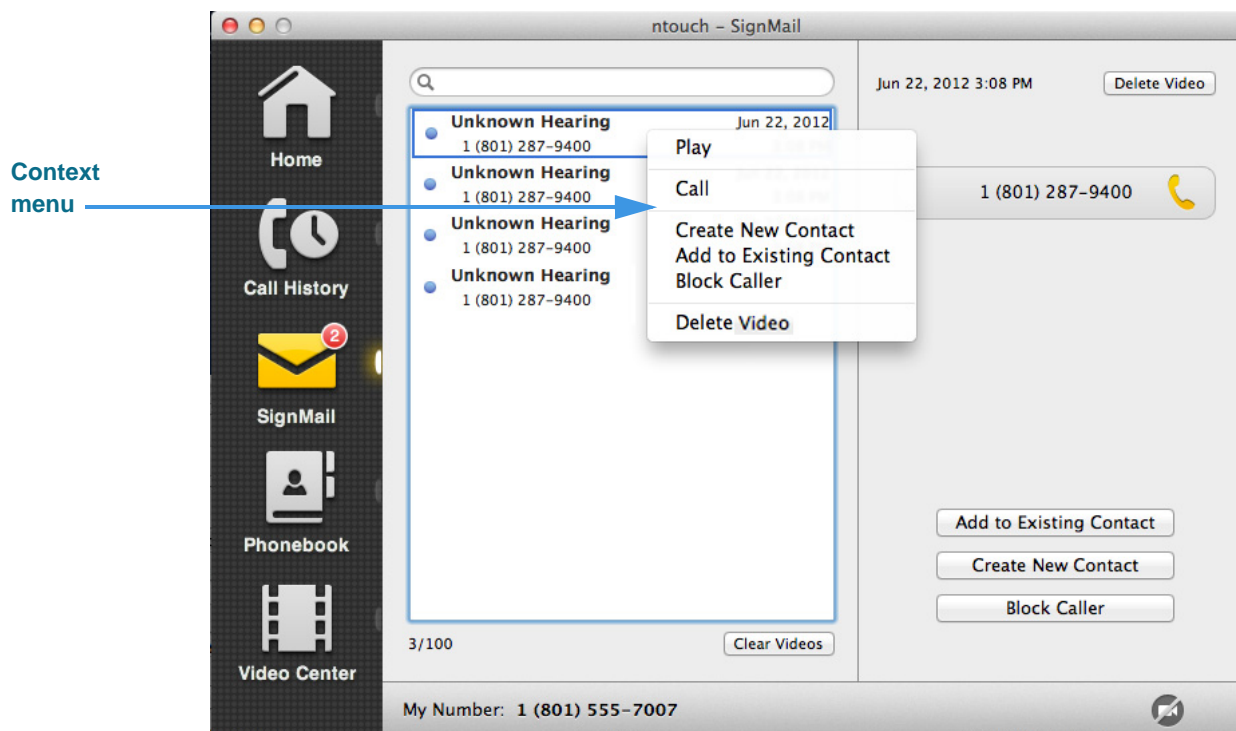 ntouch – SignMail
Context
menu
Home
Call History
2
SignMail
Phonebook
Video Center
Unknown Hearing
Jun 22, 2012
1 (801) 287-9400
Unknown Hearing
1 (801) 287-9400
Unknown Hearing
1 (801) 287-9400
Unknown Hearing
1 (801) 287-9400
Play
Call
Create New Contact
Add to Existing Contact
Block Caller
Delete Video
3/100
Clear Videos
Jun 22, 2012 3:08 PM
Delete Video
1 (801) 287-9400
Add to Existing Contact
Create New Contact
Block Caller
My Number: 1 (801) 555-7007